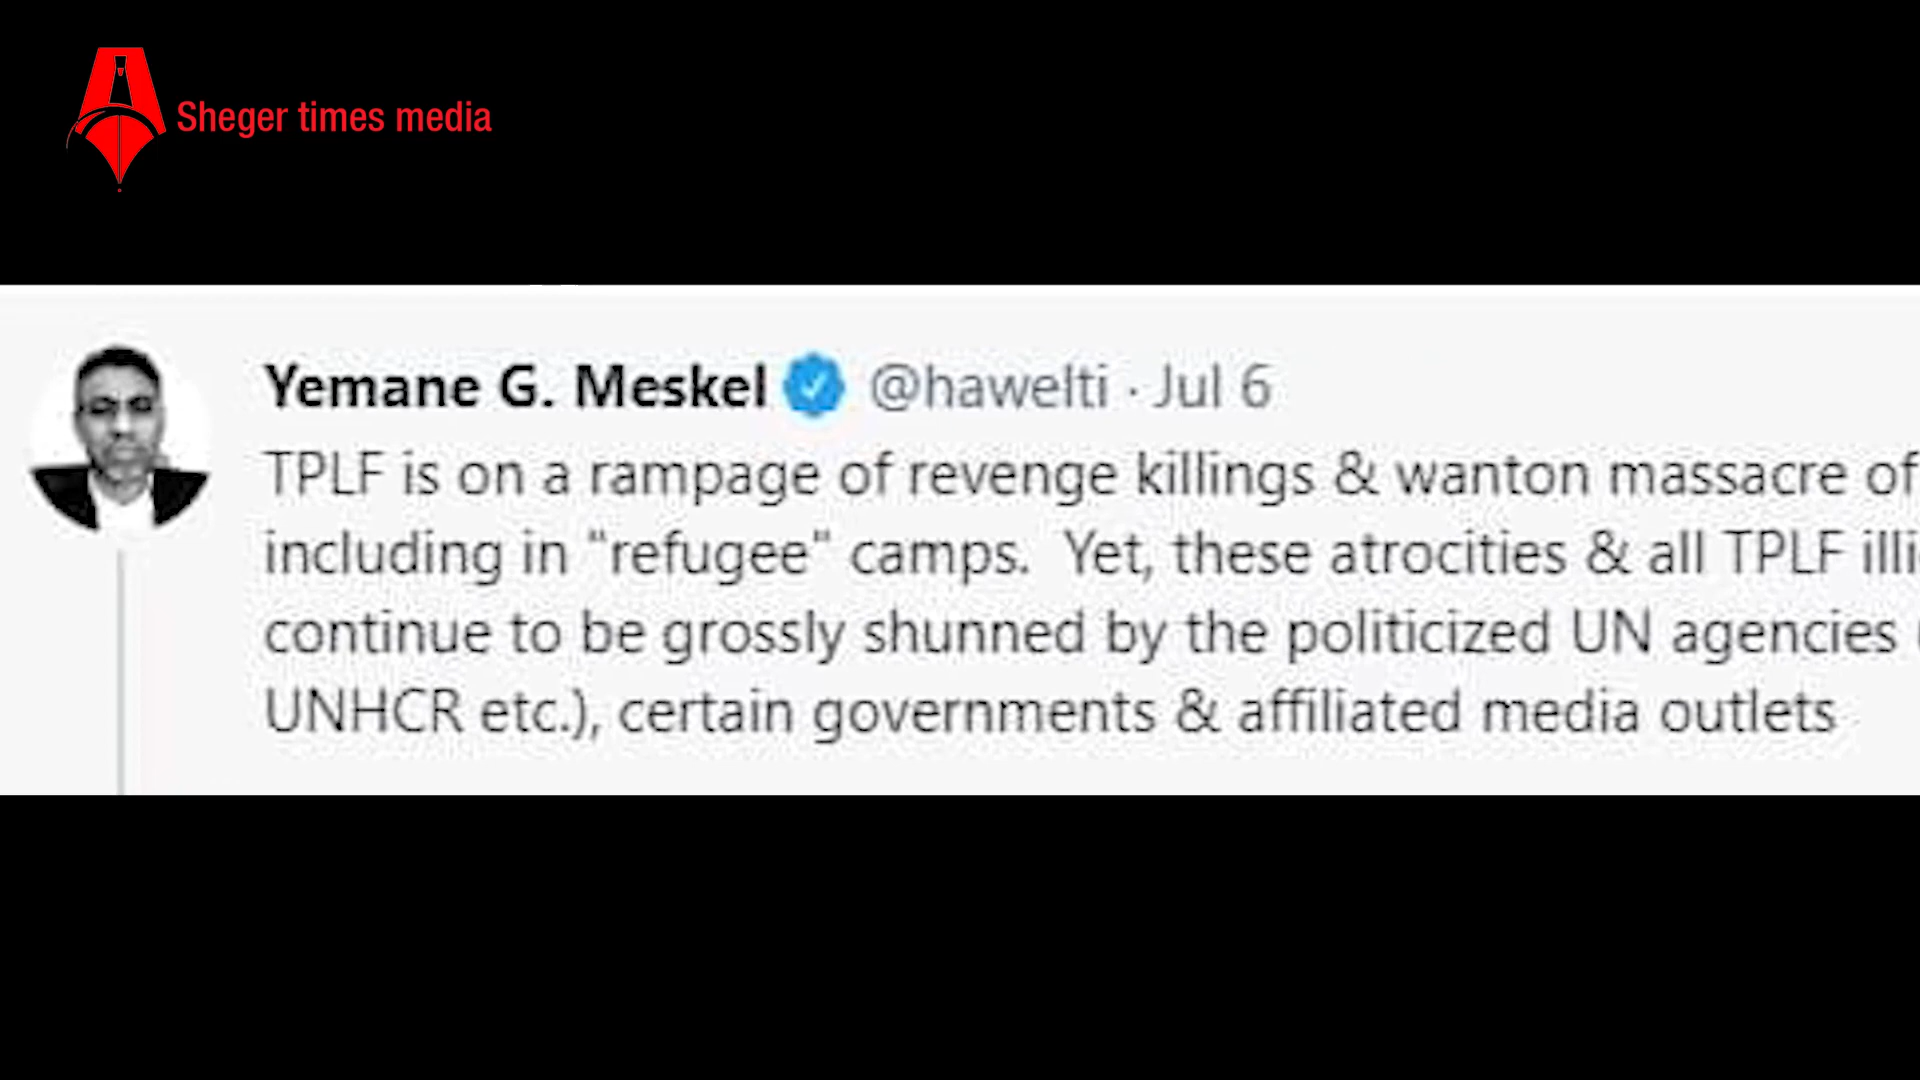 Sheger times media
Yemane G. Meskel @hawelti · Jul 6
TPLF is on a rampage of revenge killings & wanton massacre of
including in "refugee" camps. Yet, these atrocities & all TPLF
continue to be grossly shunned by the politicized UN agencies
UNHCR etc.), certain governments & affiliated media outlets